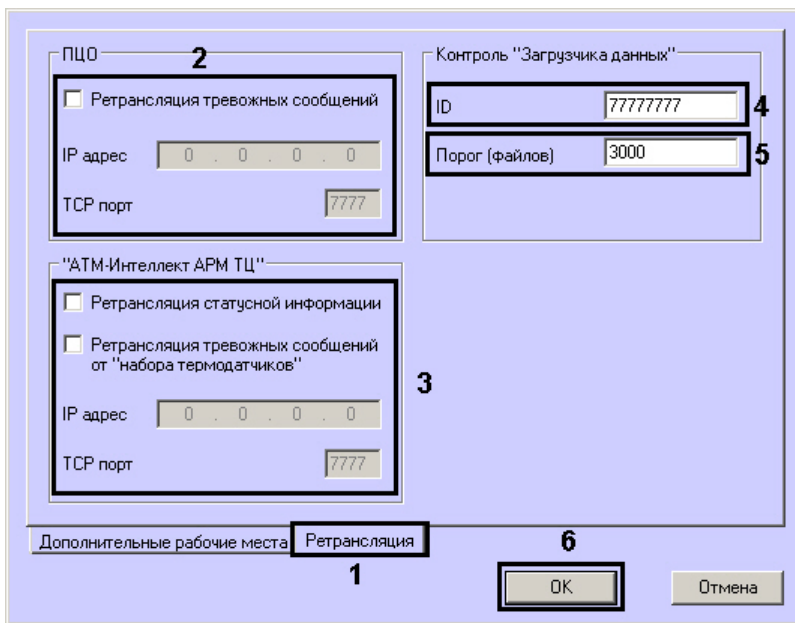 ПЦО
2
Ретрансляция тревожных сообщений
IP адрес 0 . 0 . 0 . 0
TCP порт 7777
Контроль "Загрузчика данных"
ID 77777777 4
Порог (файлов) 3000 5
"АТМ-Интеллект АРМ ТЦ"
Ретрансляция статусной информации
Ретрансляция тревожных сообщений
от "набора термодатчиков"
3
IP адрес 0 . 0 . 0 . 0
TCP порт 7777
Дополнительные рабочие места Ретрансляция
1
6
OK Отмена